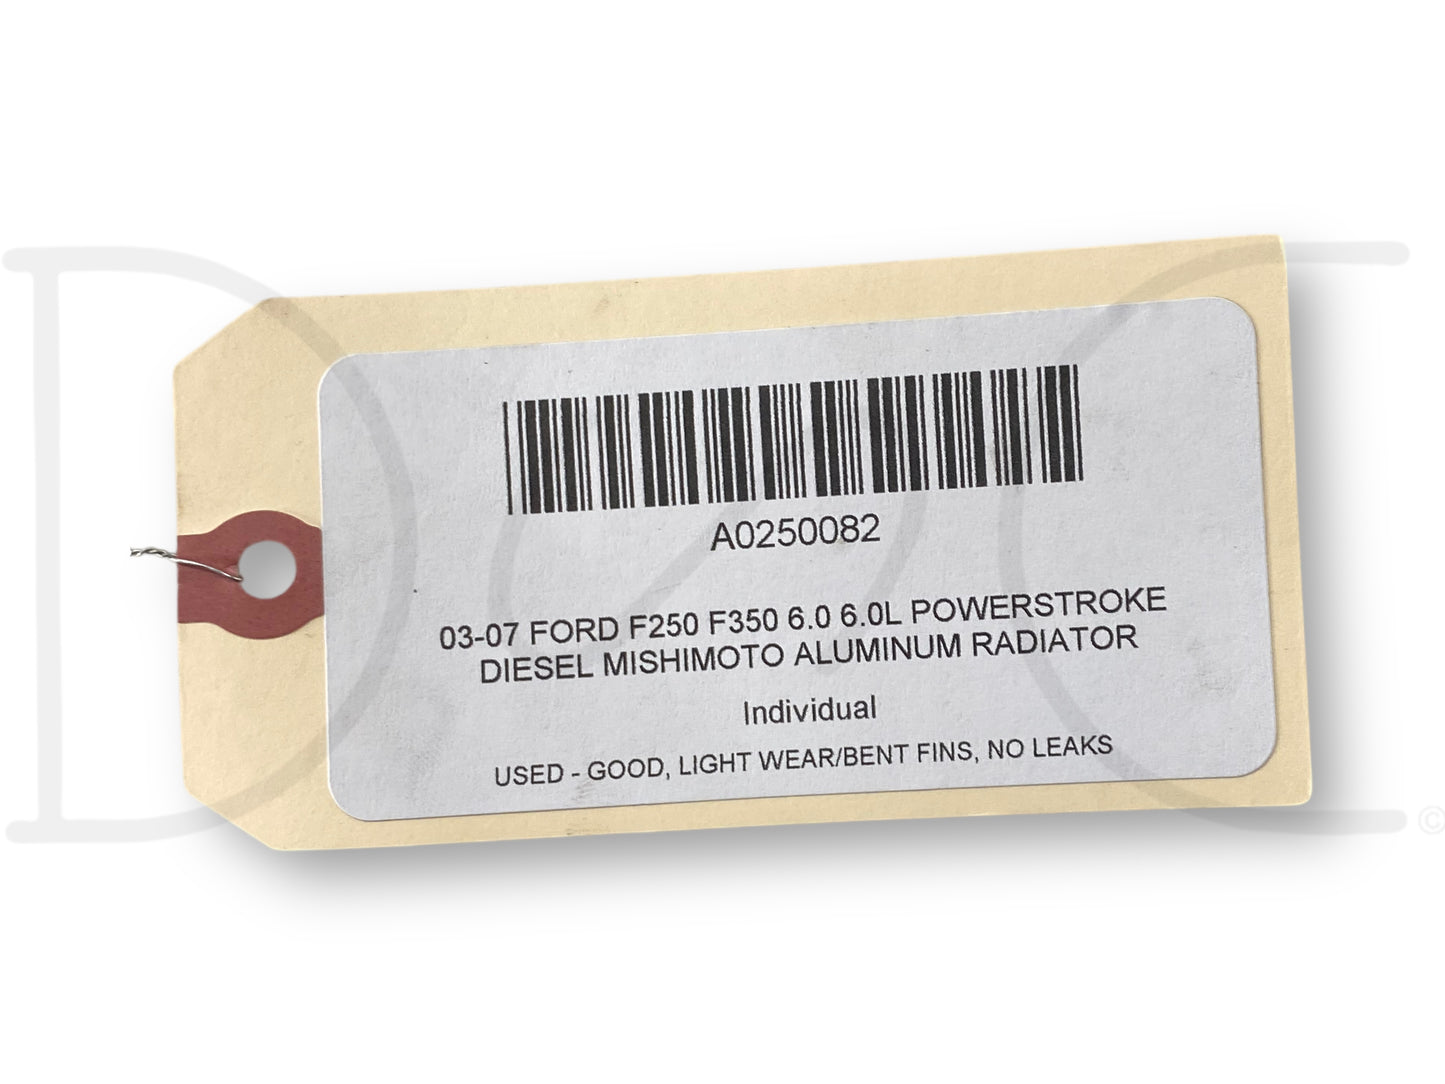 A0250082
03-07 FORD F250 F350 6.0 6.0L POWERSTROKE
DIESEL MISHIMOTO ALUMINUM RADIATOR
Individual
USED - GOOD, LIGHT WEAR/BENT FINS, NO LEAKS
©